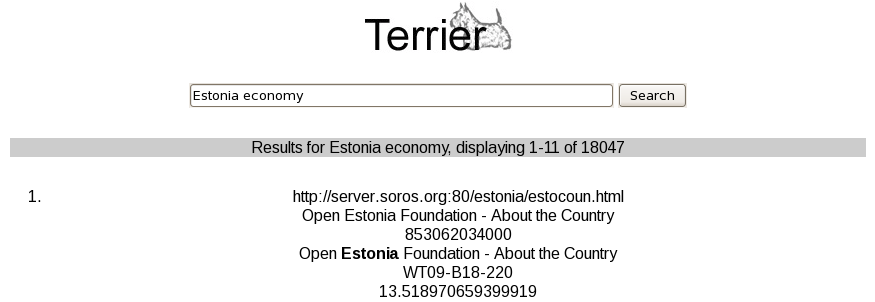 Terrier
Estonia economy Search
Results for Estonia economy, displaying 1-11 of 18047
1. http://server.soros.org:80/estonia/estocoun.html
Open Estonia Foundation - About the Country
853062034000
Open Estonia Foundation - About the Country
WT09-B18-220
13.518970659399919